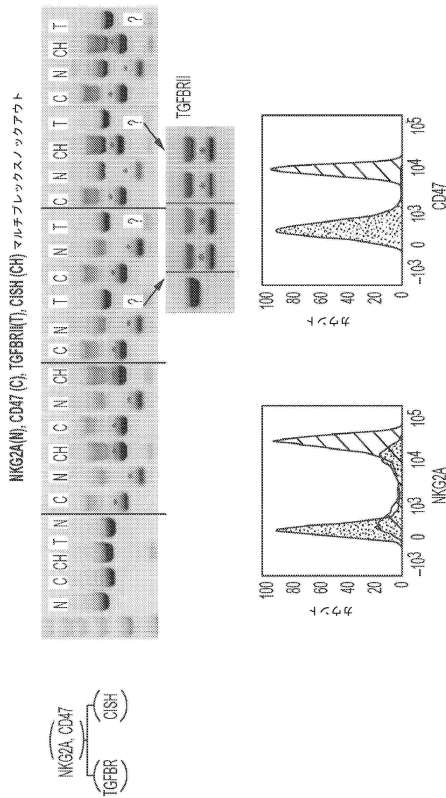 NKG2A(N), CD47 (C), TGFBRII(T), CISH (CH) マルチプレックスノックアウト
(NKG2A, CD47)
(TGFBR) (CISH)
N C CH T N C N CH C N CH C N T C N T C N CH T C N CH T
* * * * * * * * * * * * * *
? ? ? ?
TGFBRII
* * * *
カウント
100
80
60
40
20
0
-10³ 0 10³ 10⁴ 10⁵
NKG2A
カウント
100
80
60
40
20
0
-10³ 0 10³ 10⁴ 10⁵
CD47